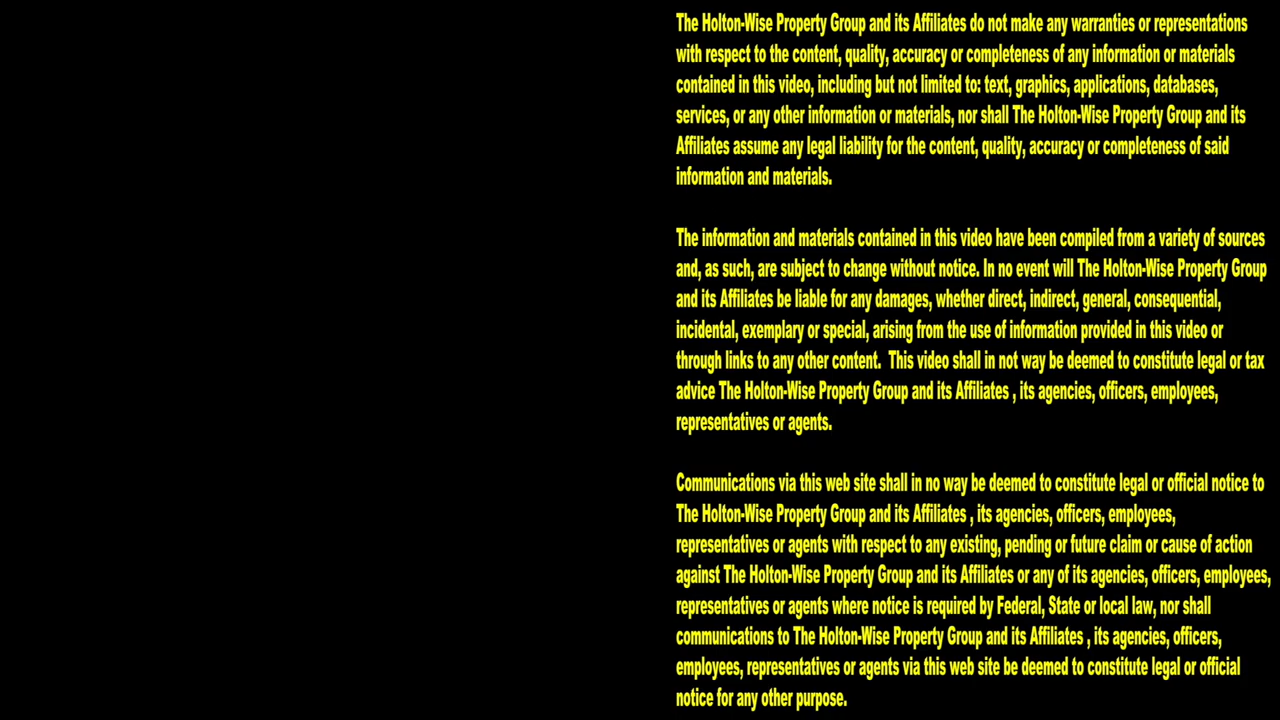 The Holton-Wise Property Group and its Affiliates do not make any warranties or representations
with respect to the content, quality, accuracy or completeness of any information or materials
contained in this video, including but not limited to: text, graphics, applications, databases,
services, or any other information or materials, nor shall The Holton-Wise Property Group and its
Affiliates assume any legal liability for the content, quality, accuracy or completeness of said
information and materials.
The information and materials contained in this video have been compiled from a variety of sources
and, as such, are subject to change without notice. In no event will The Holton-Wise Property Group
and its Affiliates be liable for any damages, whether direct, indirect, general, consequential,
incidental, exemplary or special, arising from the use of information provided in this video or
through links to any other content.  This video shall in not way be deemed to constitute legal or tax
advice The Holton-Wise Property Group and its Affiliates , its agencies, officers, employees,
representatives or agents.
Communications via this web site shall in no way be deemed to constitute legal or official notice to
The Holton-Wise Property Group and its Affiliates , its agencies, officers, employees,
representatives or agents with respect to any existing, pending or future claim or cause of action
against The Holton-Wise Property Group and its Affiliates or any of its agencies, officers, employees,
representatives or agents where notice is required by Federal, State or local law, nor shall
communications to The Holton-Wise Property Group and its Affiliates , its agencies, officers,
employees, representatives or agents via this web site be deemed to constitute legal or official
notice for any other purpose.